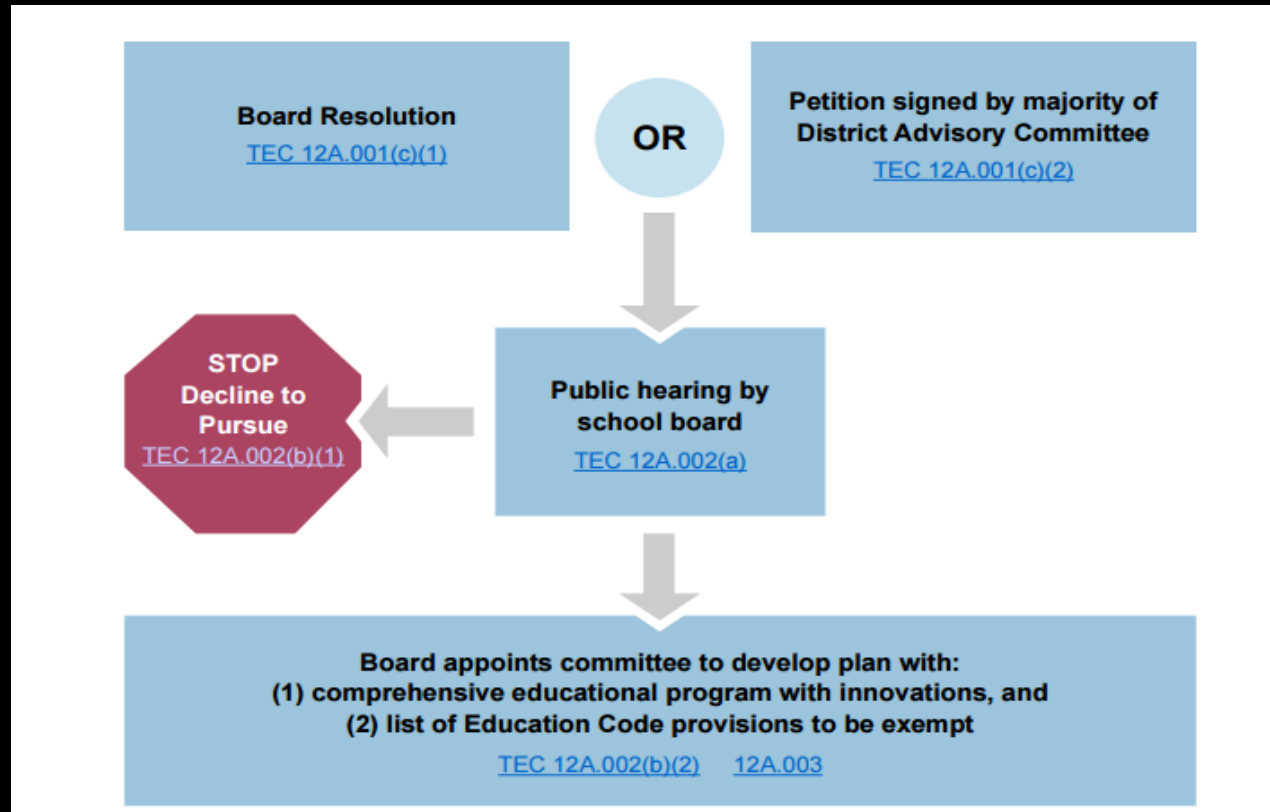 Board Resolution
TEC 12A.001(c)(1)
OR
Petition signed by majority of
District Advisory Committee
TEC 12A.001(c)(2)
STOP
Decline to
Pursue
TEC 12A.002(b)(1)
Public hearing by
school board
TEC 12A.002(a)
Board appoints committee to develop plan with:
(1) comprehensive educational program with innovations, and
(2) list of Education Code provisions to be exempt
TEC 12A.002(b)(2) 12A.003